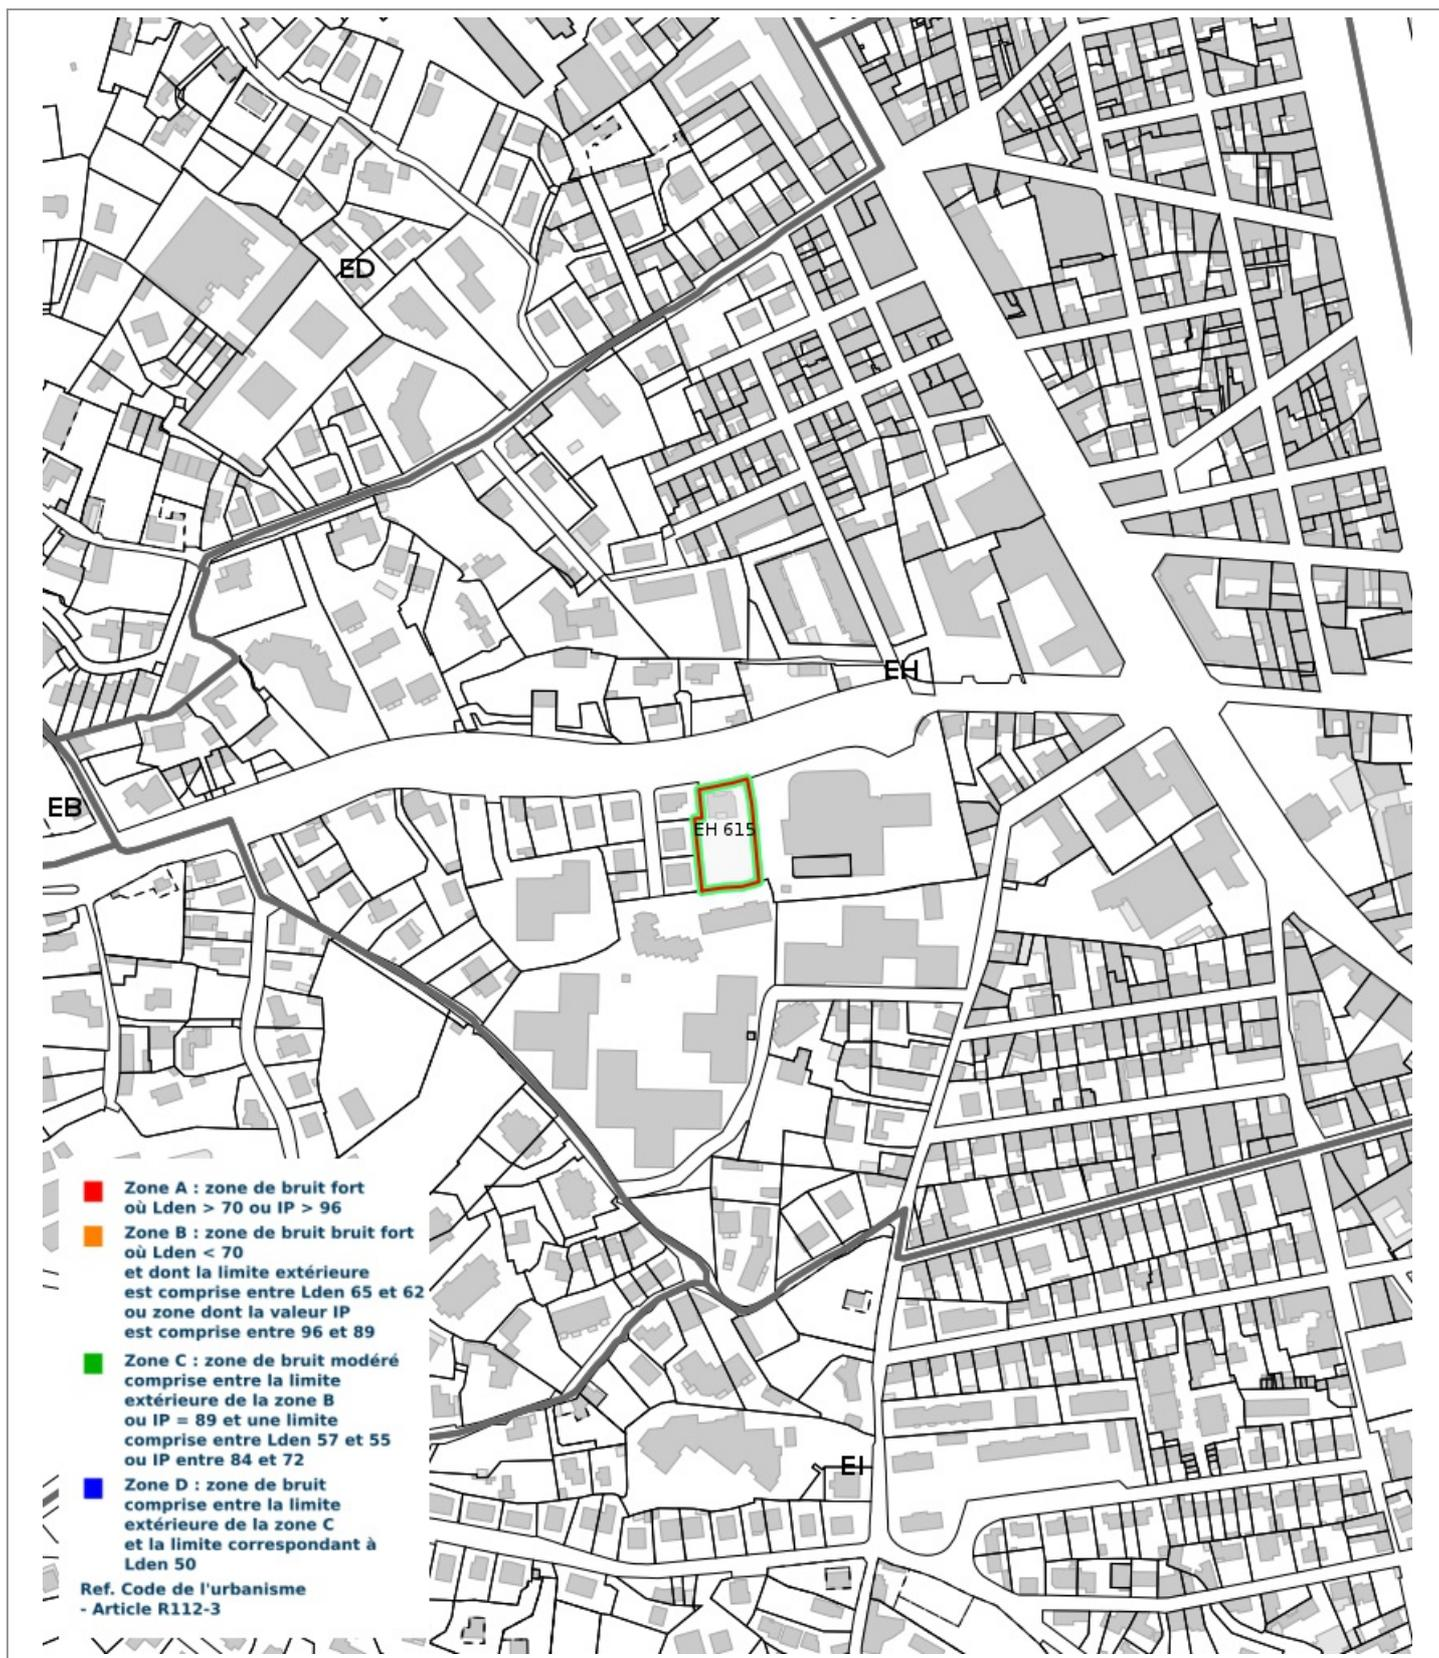 ED
EH
EB
EH 615
Zone A : zone de bruit fort
où Lden > 70 ou IP > 96
Zone B : zone de bruit bruit fort
où Lden < 70
et dont la limite extérieure
est comprise entre Lden 65 et 62
ou zone dont la valeur IP
est comprise entre 96 et 89
Zone C : zone de bruit modéré
comprise entre la limite
extérieure de la zone B
ou IP = 89 et une limite
comprise entre Lden 57 et 55
ou IP entre 84 et 72
EI
Zone D : zone de bruit
comprise entre la limite
extérieure de la zone C
et la limite correspondant à
Lden 50
Ref. Code de l'urbanisme
- Article R112-3